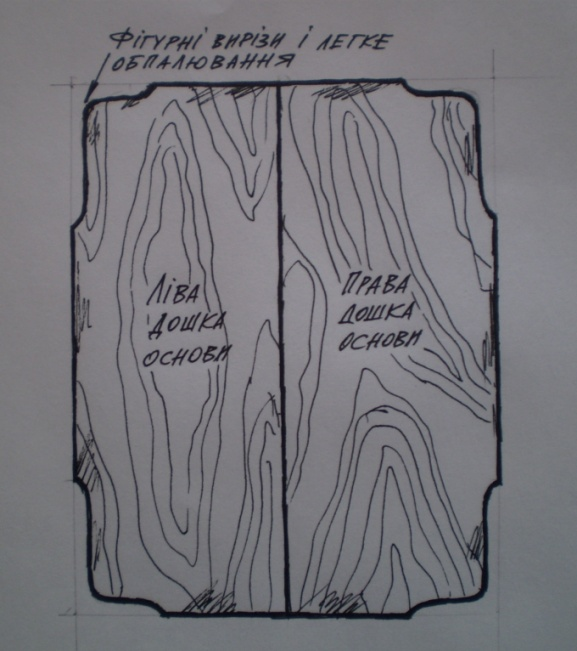 ФІГУРНІ ВИРІЗИ І ЛЕГКЕ
ОБПАЛЮВАННЯ
ЛІВА
ДОШКА
ОСНОВИ
ПРАВА
ДОШКА
ОСНОВИ